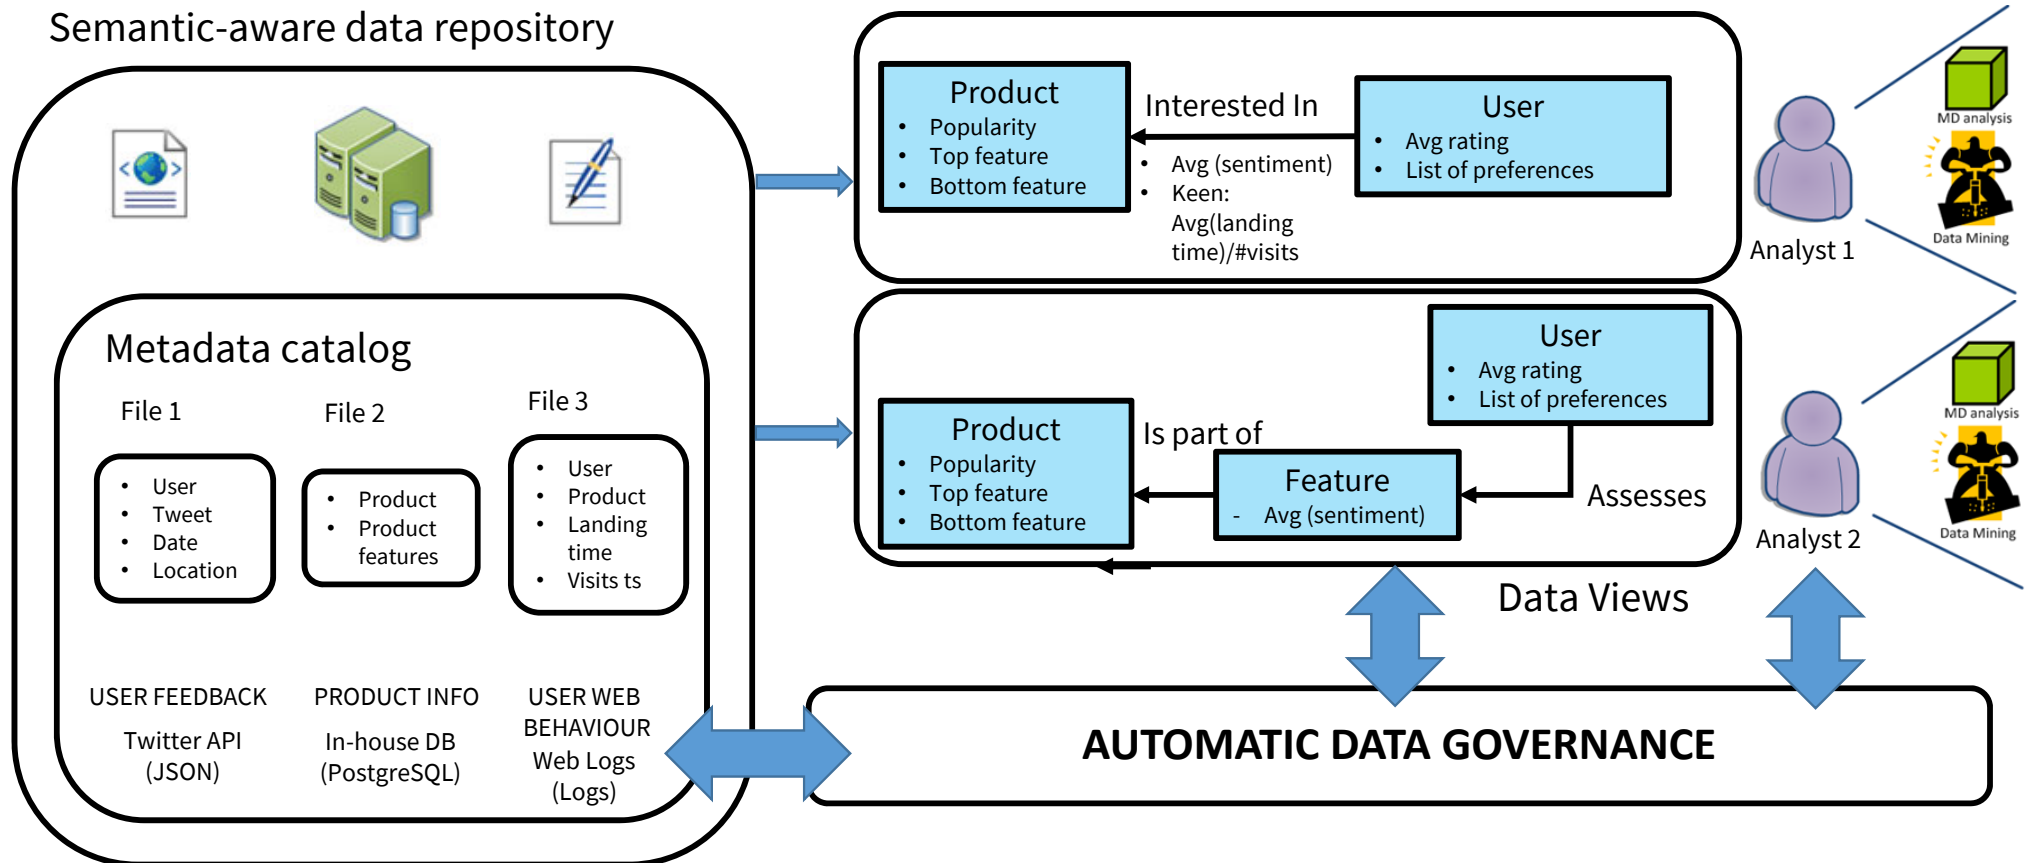 Semantic-aware data repository
Metadata catalog
File 1
• User
• Tweet
• Date
• Location
USER FEEDBACK
Twitter API
(JSON)
File 2
• Product
• Product
features
PRODUCT INFO
In-house DB
(PostgreSQL)
File 3
• User
• Product
• Landing
time
• Visits ts
USER WEB
BEHAVIOUR
Web Logs
(Logs)
Product
• Popularity
• Top feature
• Bottom feature
Interested In
• Avg (sentiment)
• Keen:
Avg(landing
time)/#visits
User
• Avg rating
• List of preferences
Analyst 1
MD analysis
Data Mining
Product
• Popularity
• Top feature
• Bottom feature
Is part of
Feature
- Avg (sentiment)
User
• Avg rating
• List of preferences
Assesses
Analyst 2
MD analysis
Data Mining
Data Views
AUTOMATIC DATA GOVERNANCE